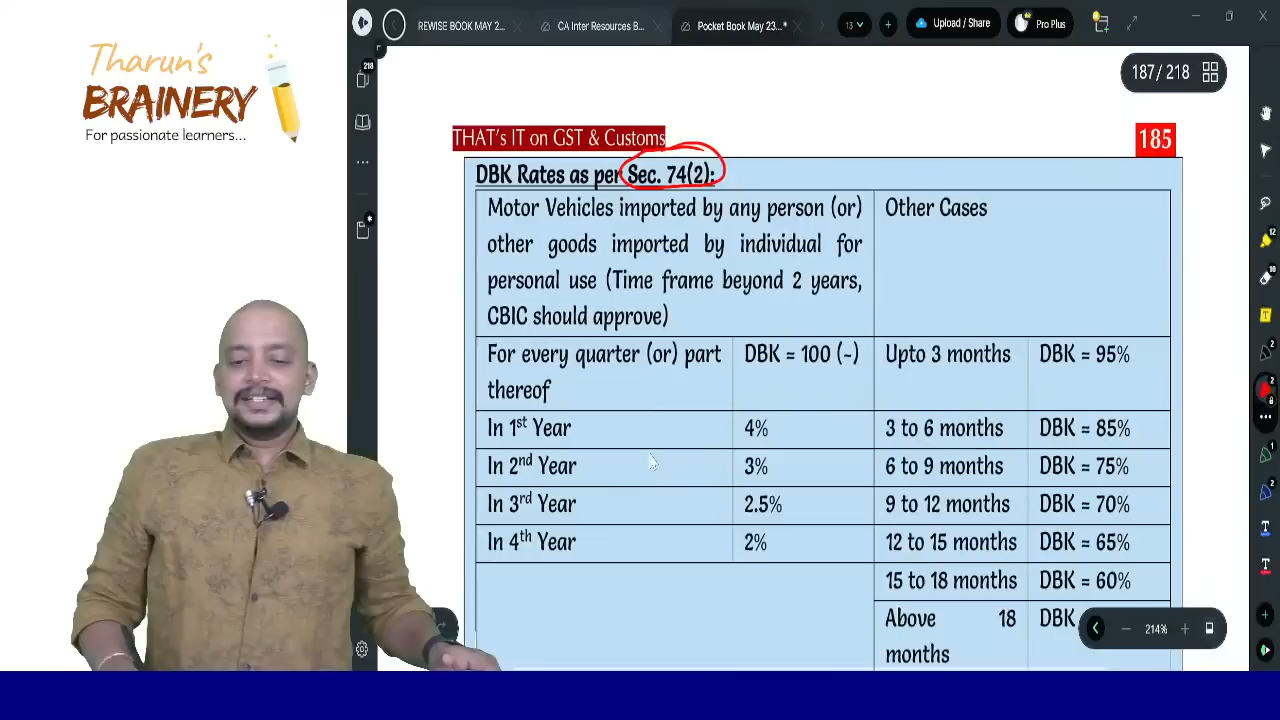 Tharun's
BRAINERY
For passionate learners...
REWISE BOOK MAY 2...
CA Inter Resources B...
Pocket Book May 23...*
13
Upload / Share
Pro Plus
218
187/ 218
THAT's IT on GST & Customs
185
DBK Rates as per Sec. 74(2):
Motor Vehicles imported by any person (or) other goods imported by individual for personal use (Time frame beyond 2 years, CBIC should approve)
Other Cases
For every quarter (or) part thereof
DBK = 100 (-)
Upto 3 months
DBK = 95%
In 1st Year
4%
3 to 6 months
DBK = 85%
In 2nd Year
3%
6 to 9 months
DBK = 75%
In 3rd Year
2.5%
9 to 12 months
DBK = 70%
In 4th Year
2%
12 to 15 months
DBK = 65%
15 to 18 months
DBK = 60%
Above 18 months
DBK
214%